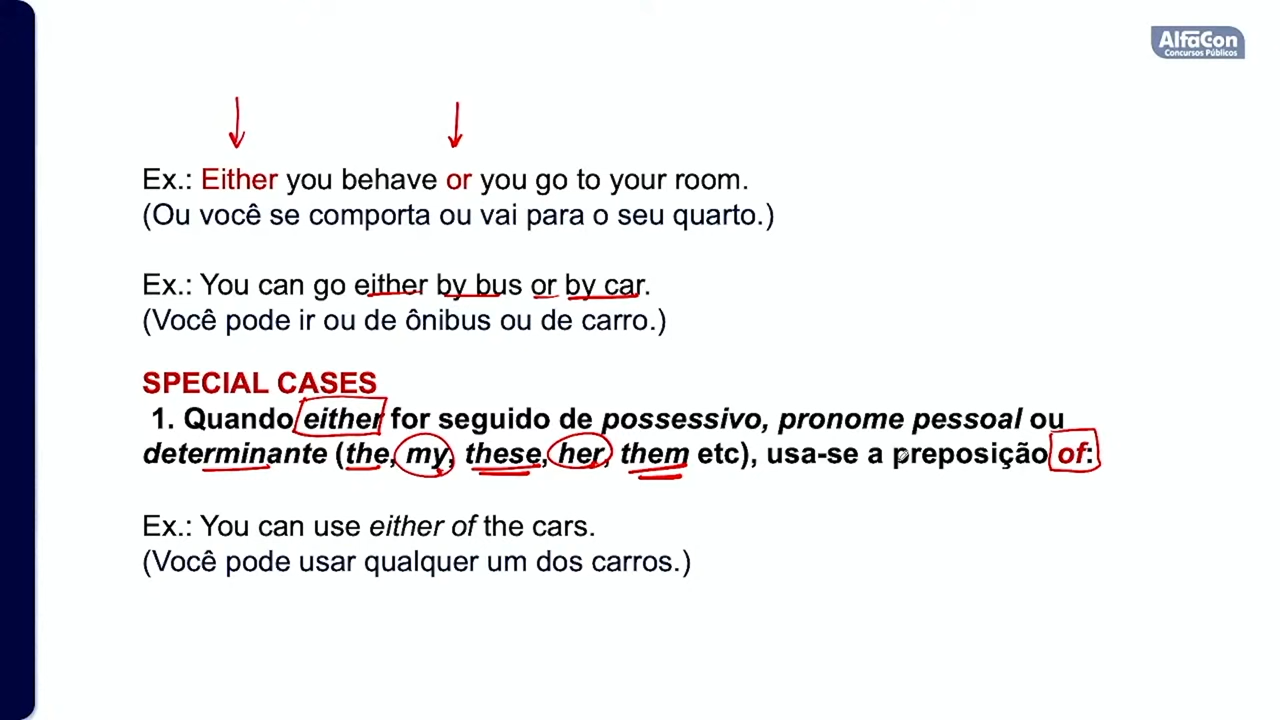 AlfaCon
Concursos Públicos
Ex.: Either you behave or you go to your room.
(Ou você se comporta ou vai para o seu quarto.)
Ex.: You can go either by bus or by car.
(Você pode ir ou de ônibus ou de carro.)
SPECIAL CASES
1. Quando either for seguido de possessivo, pronome pessoal ou
determinante (the, my, these, her, them etc), usa-se a preposição of:
Ex.: You can use either of the cars.
(Você pode usar qualquer um dos carros.)